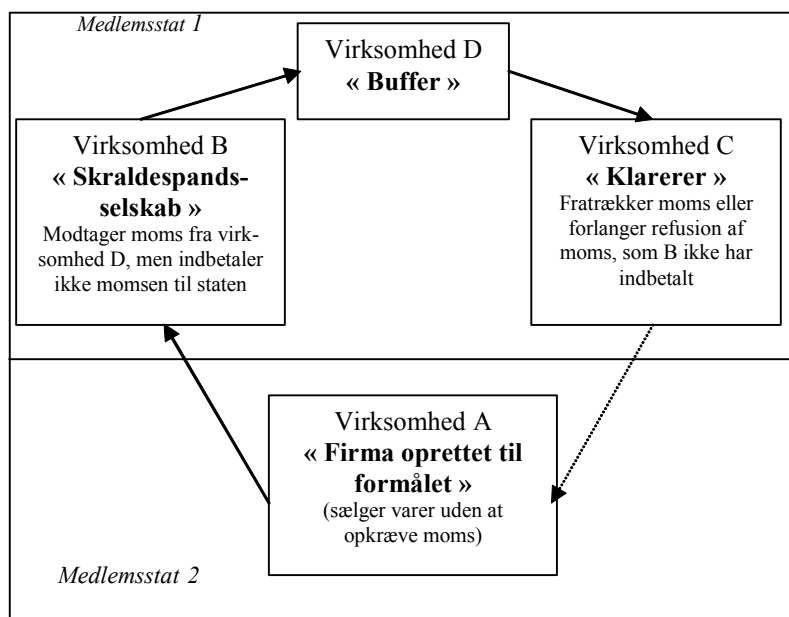 Medlemsstat 1
Virksomhed D
« Buffer »
Virksomhed B
« Skraldespands-
selskab »
Modtager moms fra virk-
somhed D, men indbetaler
ikke momsen til staten
Virksomhed C
« Klarerer »
Fratrækker moms eller
forlanger refusion af
moms, som B ikke har
indbetalt
Virksomhed A
« Firma oprettet til
formålet »
(sælger varer uden at
opkræve moms)
Medlemsstat 2